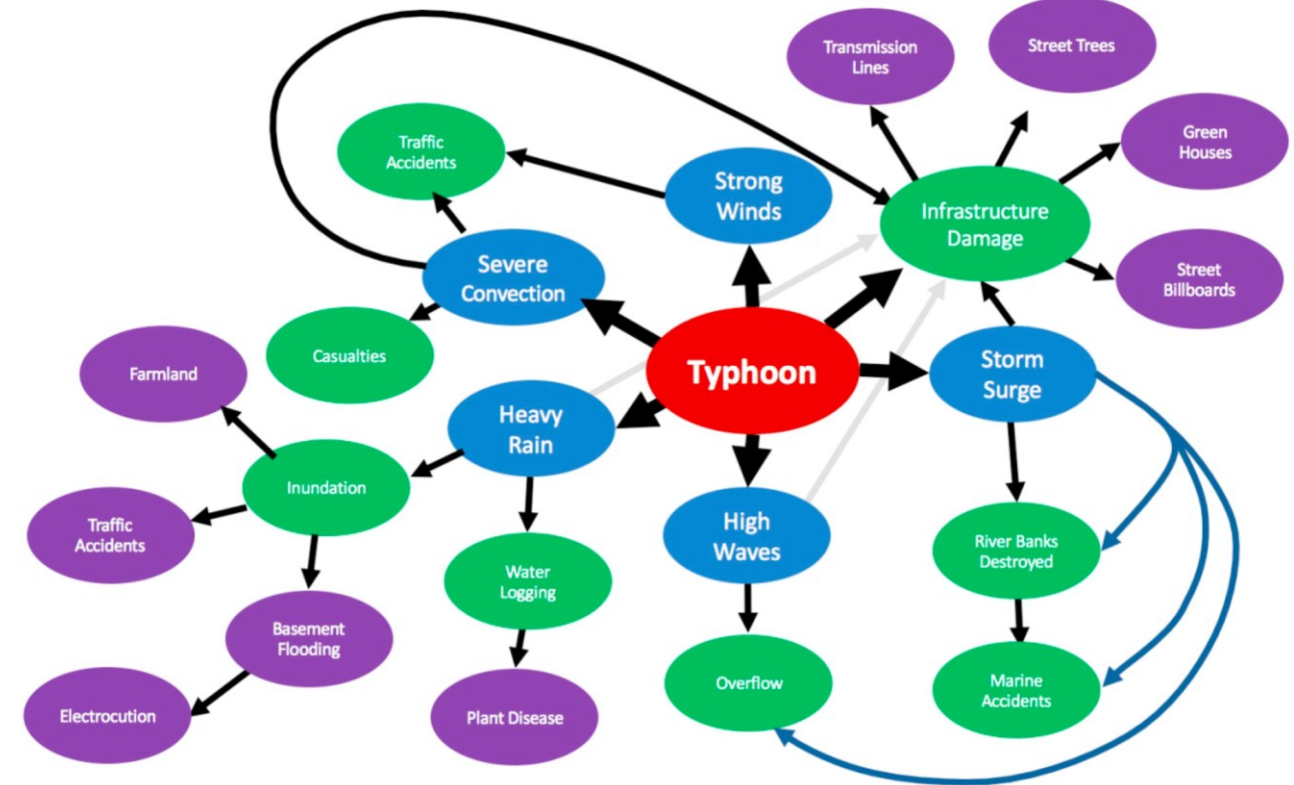 Transmission
Lines
Street Trees
Green
Houses
Traffic
Accidents
Strong
Winds
Infrastructure
Damage
Severe
Convection
Street
Billboards
Casualties
Farmland
Typhoon
Storm
Surge
Heavy
Rain
Inundation
Traffic
Accidents
High
Waves
River Banks
Destroyed
Water
Logging
Basement
Flooding
Overflow
Marine
Accidents
Electrocution
Plant Disease